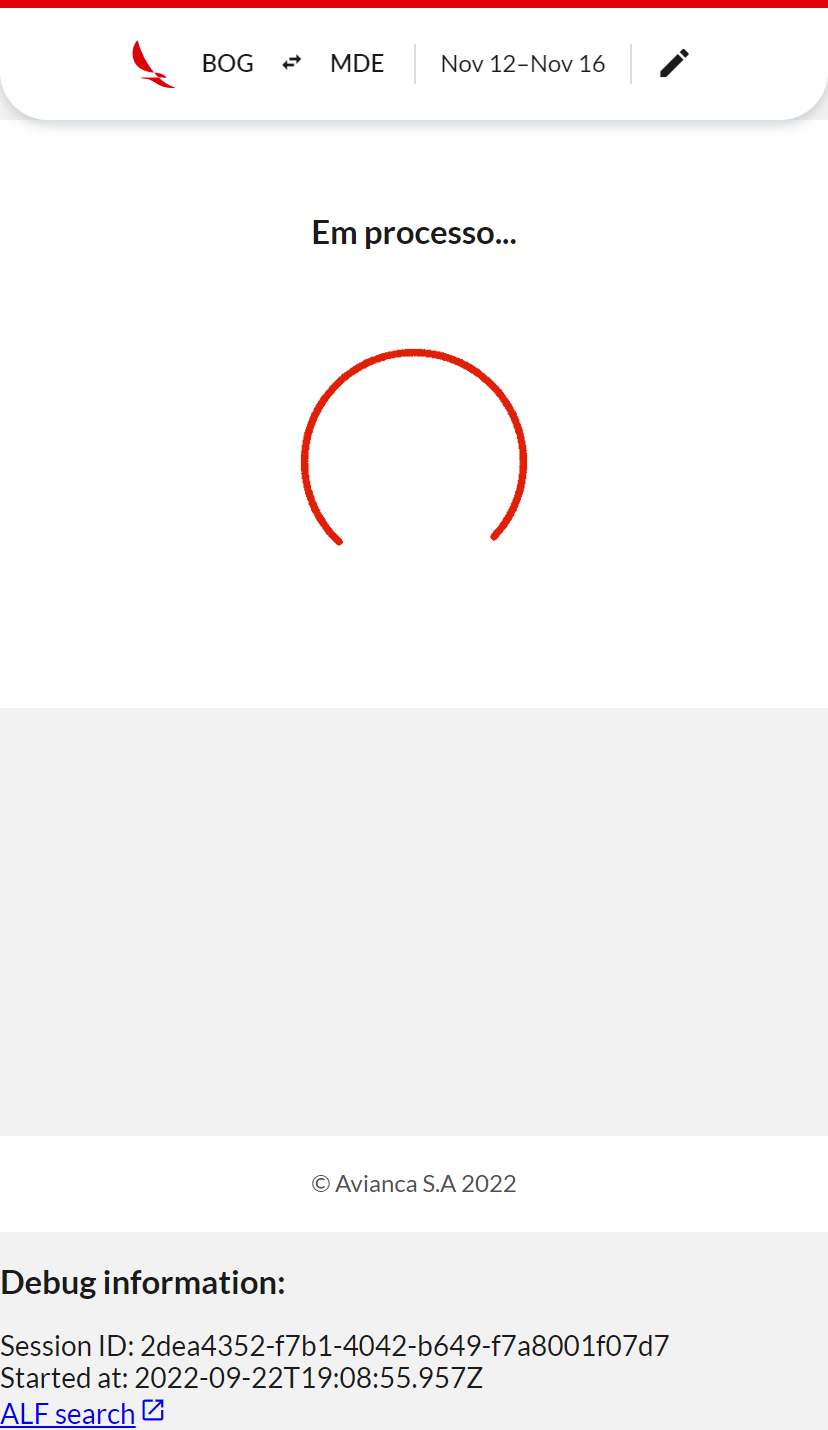 BOG MDE Nov 12–Nov 16
Em processo...
© Avianca S.A 2022
Debug information:
Session ID: 2dea4352-f7b1-4042-b649-f7a8001f07d7
Started at: 2022-09-22T19:08:55.957Z
ALF search